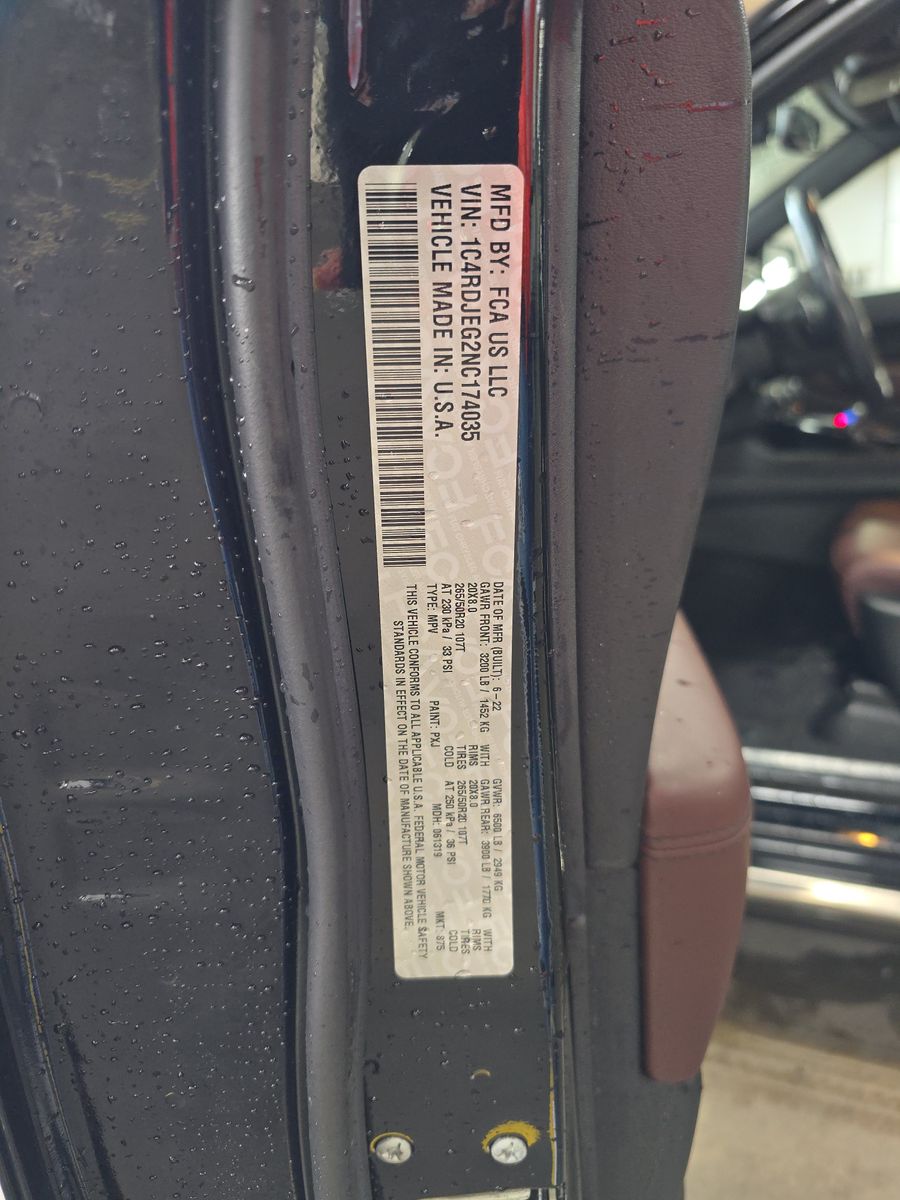 MFD BY: FCA US LLC
VIN: 1C4RDJEG2NC174035
VEHICLE MADE IN: U.S.A.
DATE OF MFR (BUILT): 6-22 GVWR: 6500 LB / 2949 KG
GAWR FRONT: 3200 LB / 1452 KG WITH GAWR REAR: 3900 LB / 1770 KG WITH
20X8.0 RIMS 20X8.0 RIMS
265/50R20 107T TIRES 265/50R20 107T TIRES
AT 230 kPa / 33 PSI COLD AT 250 kPa / 36 PSI COLD
TYPE: MPV PAINT: PXJ MDH: 061319 MKT: 875
THIS VEHICLE CONFORMS TO ALL APPLICABLE U.S.A. FEDERAL MOTOR VEHICLE SAFETY
STANDARDS IN EFFECT ON THE DATE OF MANUFACTURE SHOWN ABOVE.